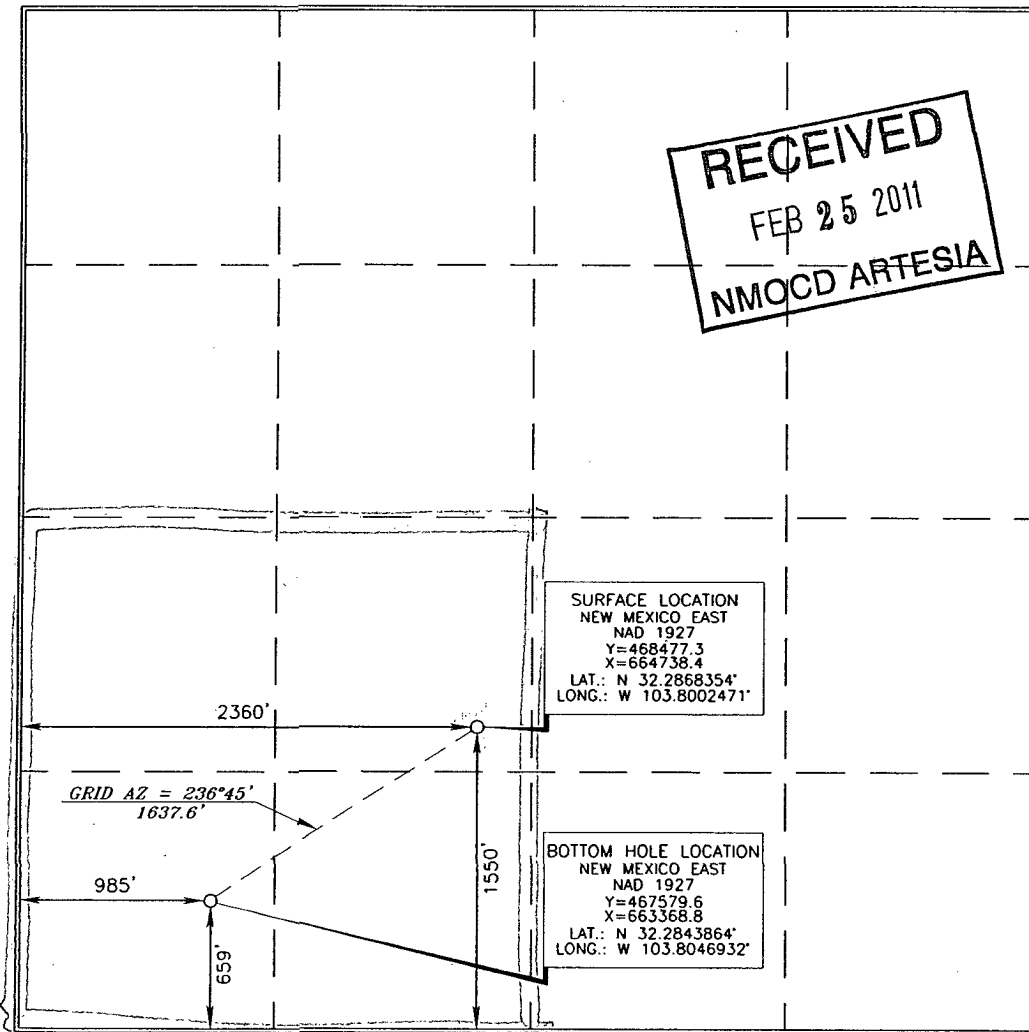 RECEIVED
FEB 25 2011
NMOCD ARTESIA
SURFACE LOCATION
NEW MEXICO EAST
NAD 1927
Y=468477.3
X=664738.4
LAT.: N 32.2868354°
LONG.: W 103.8002471°
2360'
GRID AZ = 236°45'
1637.6'
1550'
985'
659'
BOTTOM HOLE LOCATION
NEW MEXICO EAST
NAD 1927
Y=467579.6
X=663368.8
LAT.: N 32.2843864°
LONG.: W 103.8046932°